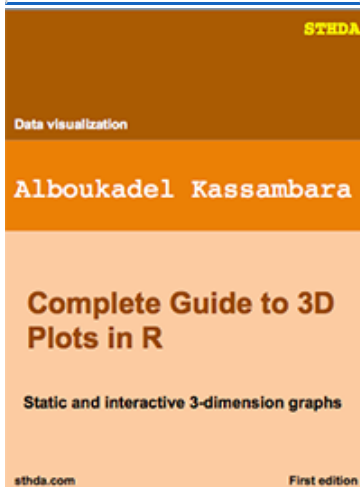 STHDA
Data visualization
Alboukadel Kassambara
Complete Guide to 3D
Plots in R
Static and interactive 3-dimension graphs
sthda.com First edition